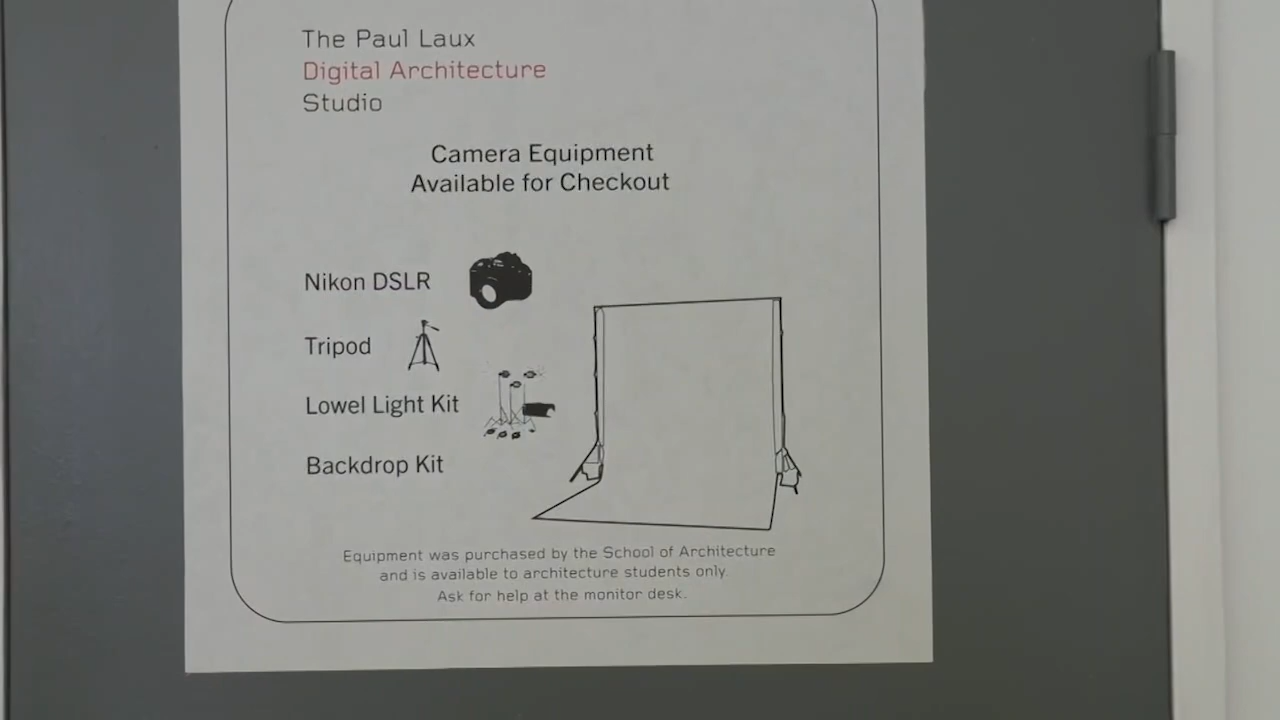 The Paul Laux
Digital Architecture
Studio
Camera Equipment
Available for Checkout
Nikon DSLR
Tripod
Lowel Light Kit
Backdrop Kit
Equipment was purchased by the School of Architecture
and is available to architecture students only.
Ask for help at the monitor desk.